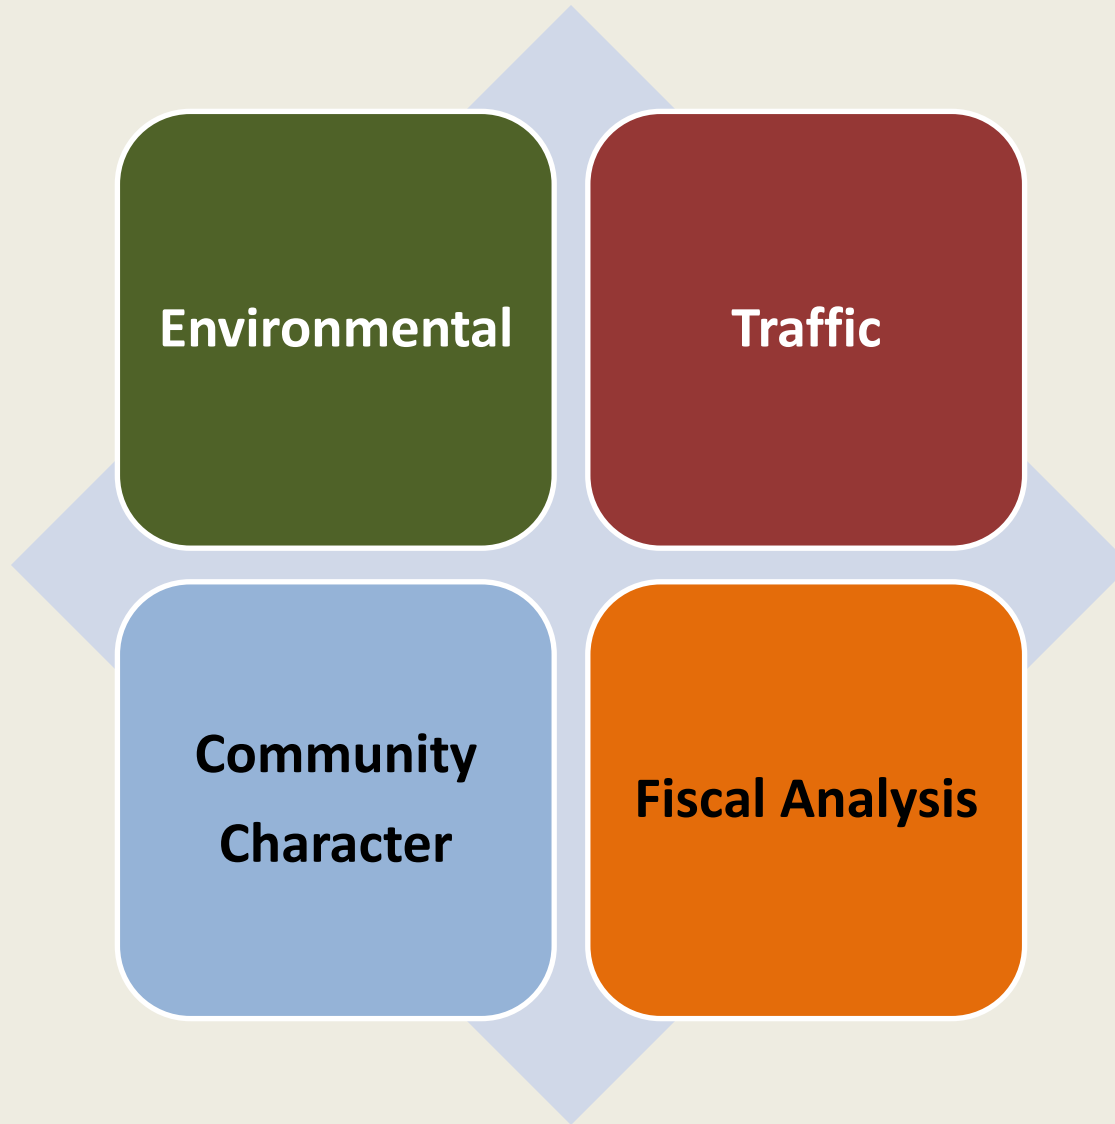 Environmental
Traffic
Community
Character
Fiscal Analysis